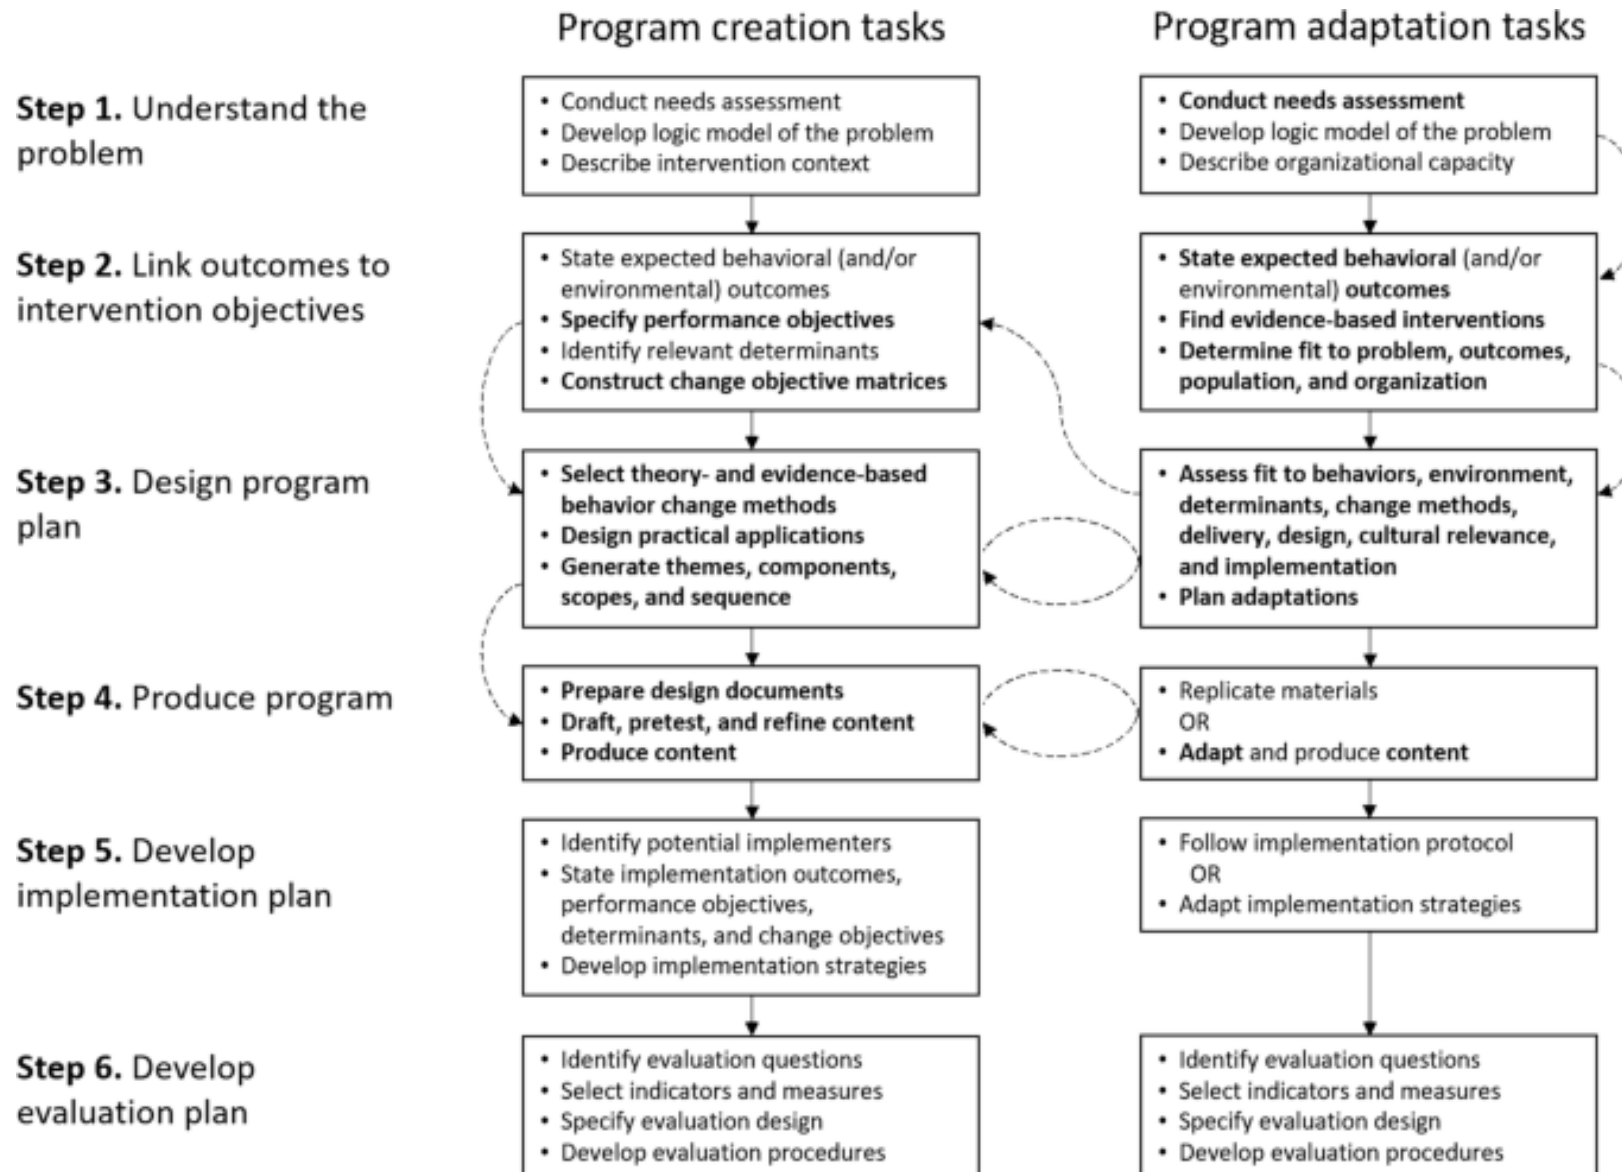 Program creation tasks
Program adaptation tasks
Step 1. Understand the
problem
• Conduct needs assessment
• Develop logic model of the problem
• Describe intervention context
• Conduct needs assessment
• Develop logic model of the problem
• Describe organizational capacity
Step 2. Link outcomes to
intervention objectives
• State expected behavioral (and/or
environmental) outcomes
• Specify performance objectives
• Identify relevant determinants
• Construct change objective matrices
• State expected behavioral (and/or
environmental) outcomes
• Find evidence-based interventions
• Determine fit to problem, outcomes,
population, and organization
Step 3. Design program
plan
• Select theory- and evidence-based
behavior change methods
• Design practical applications
• Generate themes, components,
scopes, and sequence
• Assess fit to behaviors, environment,
determinants, change methods,
delivery, design, cultural relevance,
and implementation
• Plan adaptations
Step 4. Produce program
• Prepare design documents
• Draft, pretest, and refine content
• Produce content
• Replicate materials
OR
• Adapt and produce content
Step 5. Develop
implementation plan
• Identify potential implementers
• State implementation outcomes,
performance objectives,
determinants, and change objectives
• Develop implementation strategies
• Follow implementation protocol
OR
• Adapt implementation strategies
Step 6. Develop
evaluation plan
• Identify evaluation questions
• Select indicators and measures
• Specify evaluation design
• Develop evaluation procedures
• Identify evaluation questions
• Select indicators and measures
• Specify evaluation design
• Develop evaluation procedures